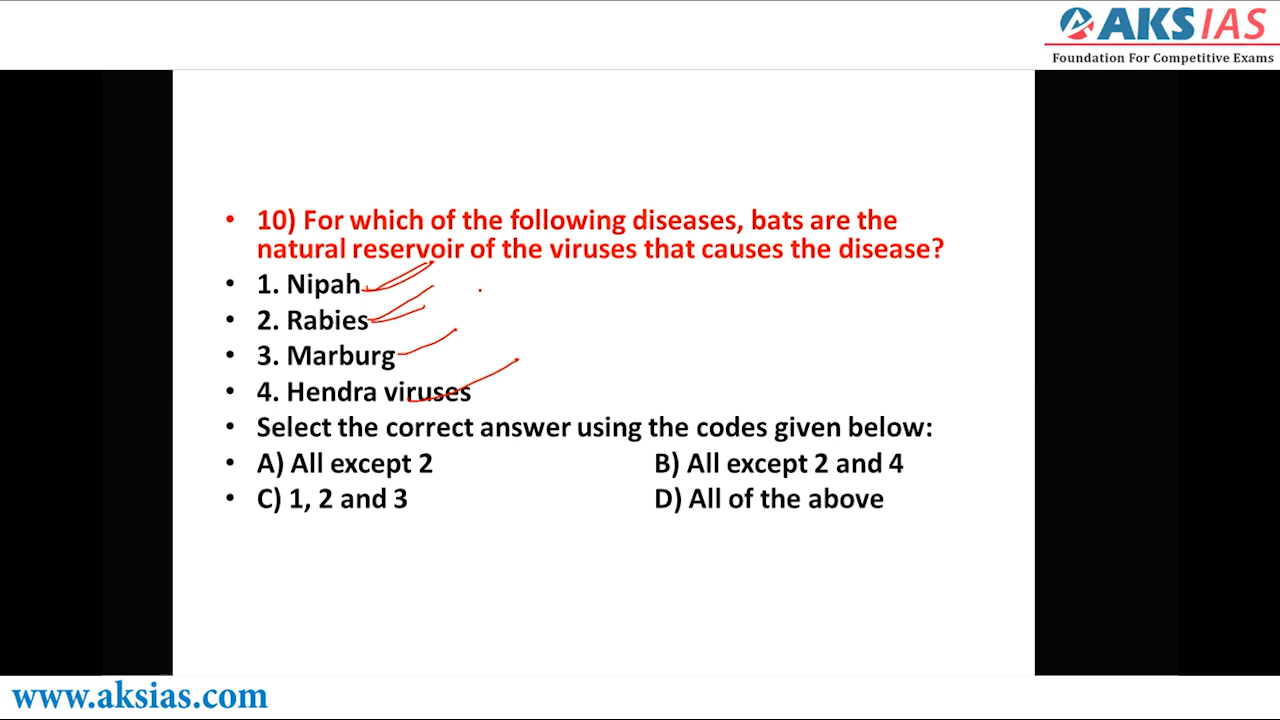 AKS IAS
Foundation For Competitive Exams
• 10) For which of the following diseases, bats are the
natural reservoir of the viruses that causes the disease?
• 1. Nipah
• 2. Rabies
• 3. Marburg
• 4. Hendra viruses
• Select the correct answer using the codes given below:
• A) All except 2 B) All except 2 and 4
• C) 1, 2 and 3 D) All of the above
www.aksias.com